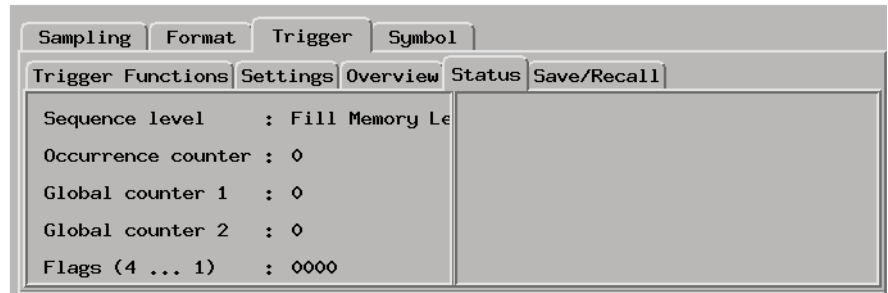 Sampling Format Trigger Symbol
Trigger Functions Settings Overview Status Save/Recall
Sequence level : Fill Memory Le
Occurrence counter : 0
Global counter 1 : 0
Global counter 2 : 0
Flags (4 ... 1) : 0000